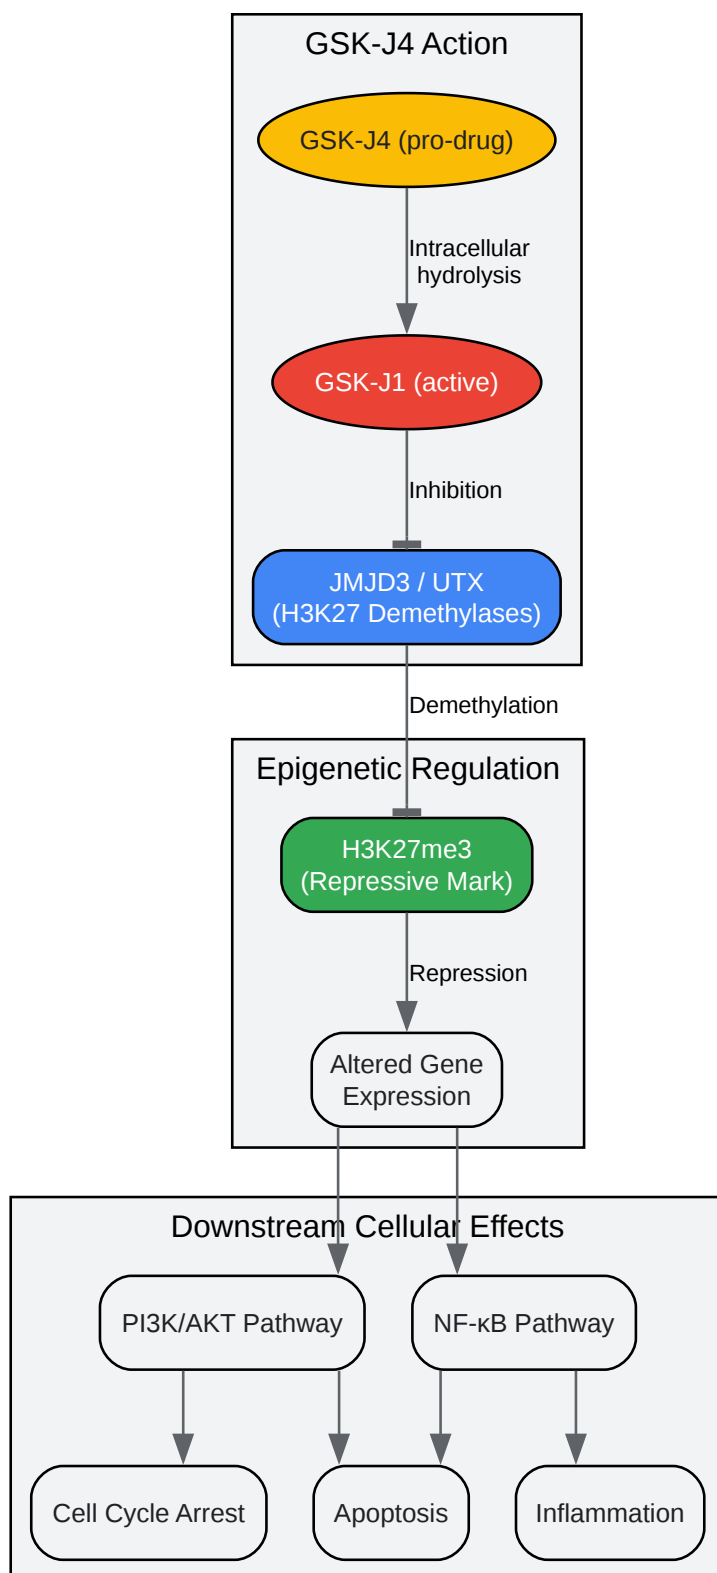 GSK-J4 Action
GSK-J4 (pro-drug)
Intracellular
hydrolysis
GSK-J1 (active)
Inhibition
JMJD3 / UTX
(H3K27 Demethylases)
Demethylation
Epigenetic Regulation
H3K27me3
(Repressive Mark)
Repression
Altered Gene
Expression
Downstream Cellular Effects
PI3K/AKT Pathway
NF-κB Pathway
Cell Cycle Arrest
Apoptosis
Inflammation